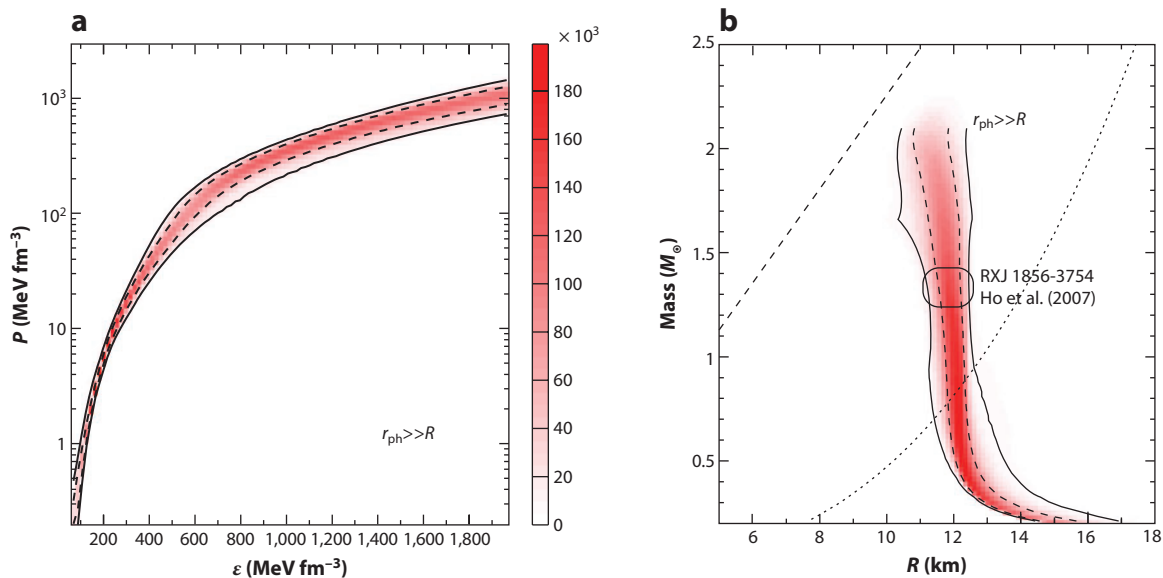 a
P (MeV fm⁻³)
10³
10²
10
1
200 400 600 800 1,000 1,200 1,400 1,600 1,800
ε (MeV fm⁻³)
r_ph>>R
× 10³
180
160
140
120
100
80
60
40
20
0
b
Mass (M_⊙)
2.5
2
1.5
1
0.5
6 8 10 12 14 16 18
R (km)
r_ph>>R
RXJ 1856-3754
Ho et al. (2007)